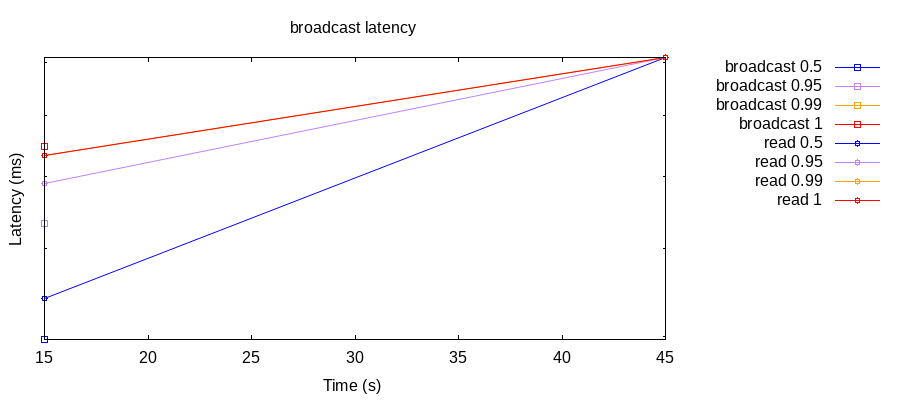 broadcast latency
broadcast 0.5
broadcast 0.95
broadcast 0.99
broadcast 1
read 0.5
read 0.95
read 0.99
read 1
Latency (ms)
15 20 25 30 35 40 45
Time (s)